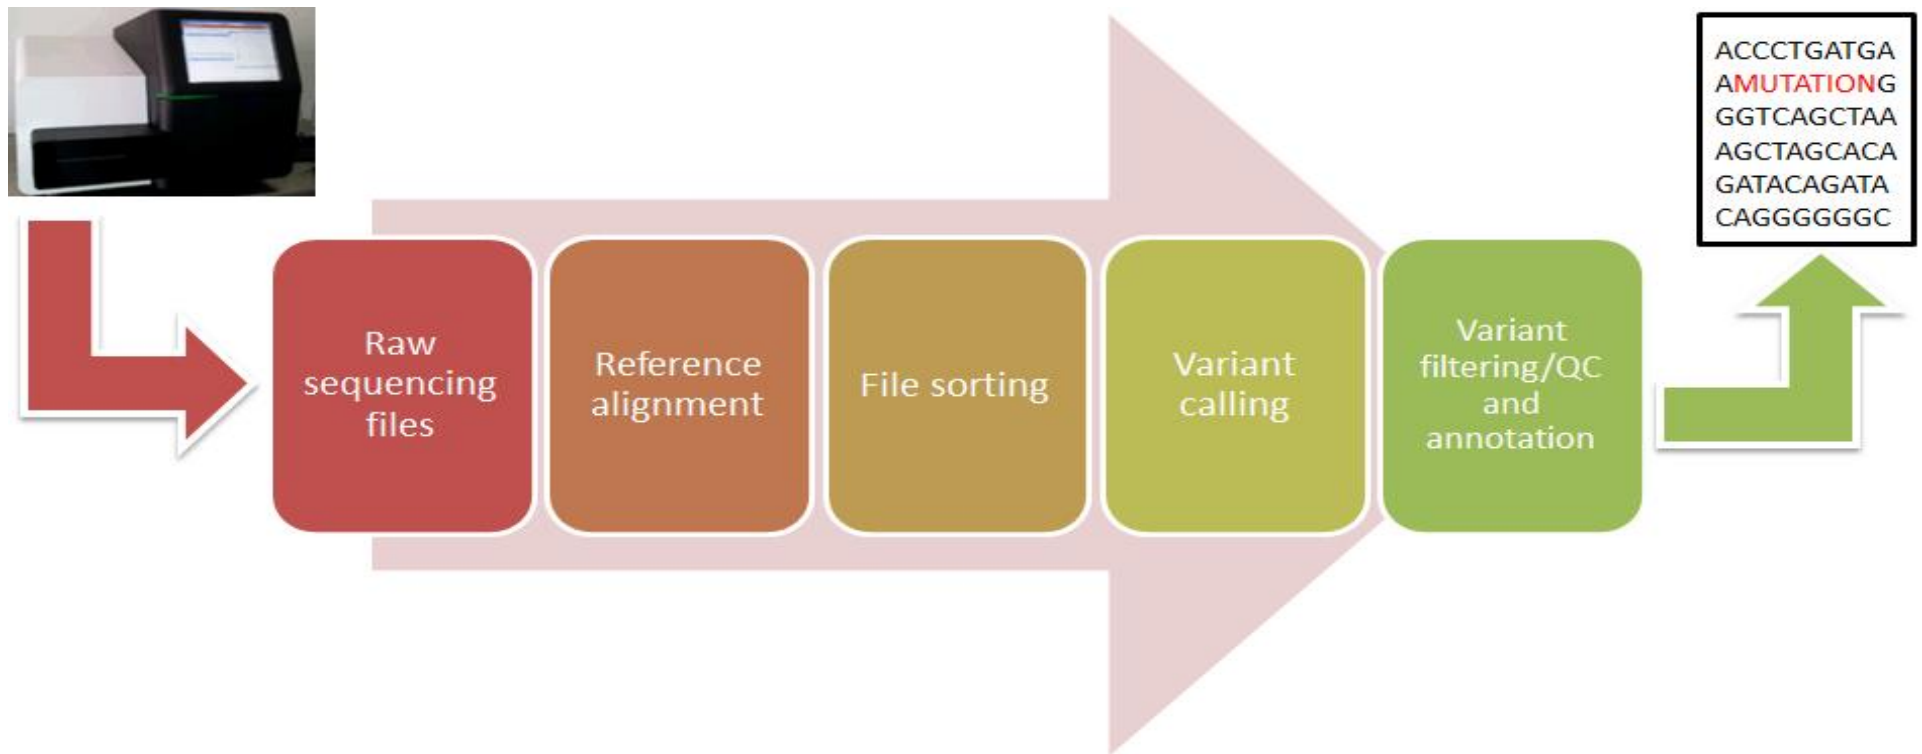 Raw
sequencing
files
Reference
alignment
File sorting
Variant
calling
Variant
filtering/QC
and
annotation
ACCCTGATGA
AMUTATIONG
GGTCAGCTAA
AGCTAGCACA
GATACAGATA
CAGGGGGGC